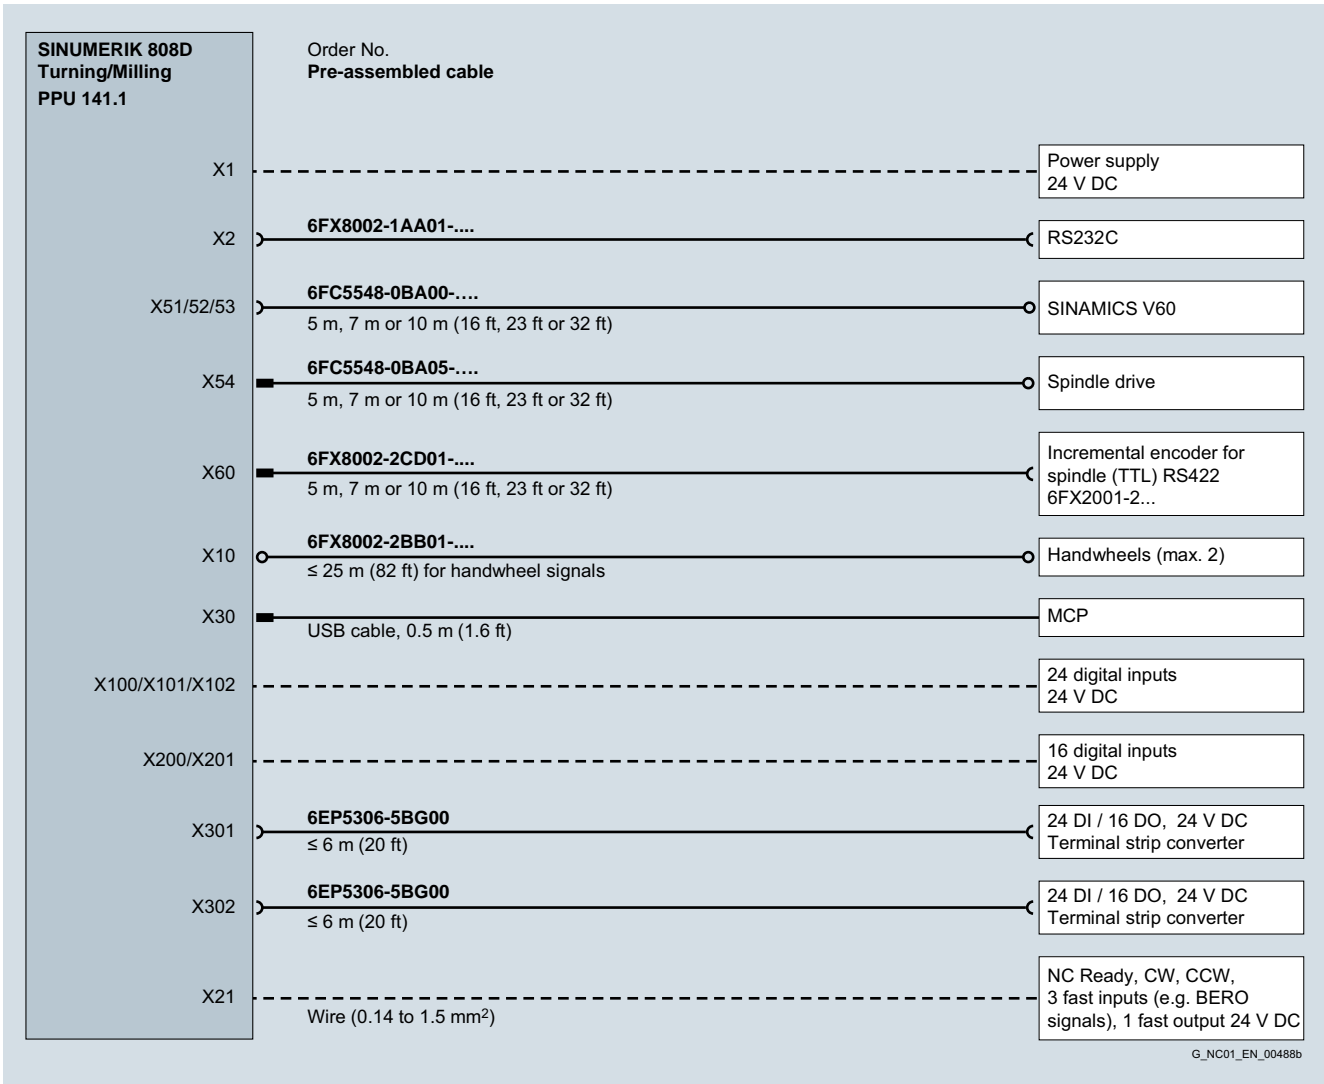 SINUMERIK 808D
Turning/Milling
PPU 141.1
Order No.
Pre-assembled cable
X1
Power supply
24 V DC
X2
6FX8002-1AA01-....
RS232C
X51/52/53
6FC5548-0BA00-....
5 m, 7 m or 10 m (16 ft, 23 ft or 32 ft)
SINAMICS V60
X54
6FC5548-0BA05-....
5 m, 7 m or 10 m (16 ft, 23 ft or 32 ft)
Spindle drive
X60
6FX8002-2CD01-....
5 m, 7 m or 10 m (16 ft, 23 ft or 32 ft)
Incremental encoder for
spindle (TTL) RS422
6FX2001-2...
X10
6FX8002-2BB01-....
≤ 25 m (82 ft) for handwheel signals
Handwheels (max. 2)
X30
USB cable, 0.5 m (1.6 ft)
MCP
X100/X101/X102
24 digital inputs
24 V DC
X200/X201
16 digital inputs
24 V DC
X301
6EP5306-5BG00
≤ 6 m (20 ft)
24 DI / 16 DO, 24 V DC
Terminal strip converter
X302
6EP5306-5BG00
≤ 6 m (20 ft)
24 DI / 16 DO, 24 V DC
Terminal strip converter
X21
Wire (0.14 to 1.5 mm²)
NC Ready, CW, CCW,
3 fast inputs (e.g. BERO
signals), 1 fast output 24 V DC
G_NC01_EN_00488b